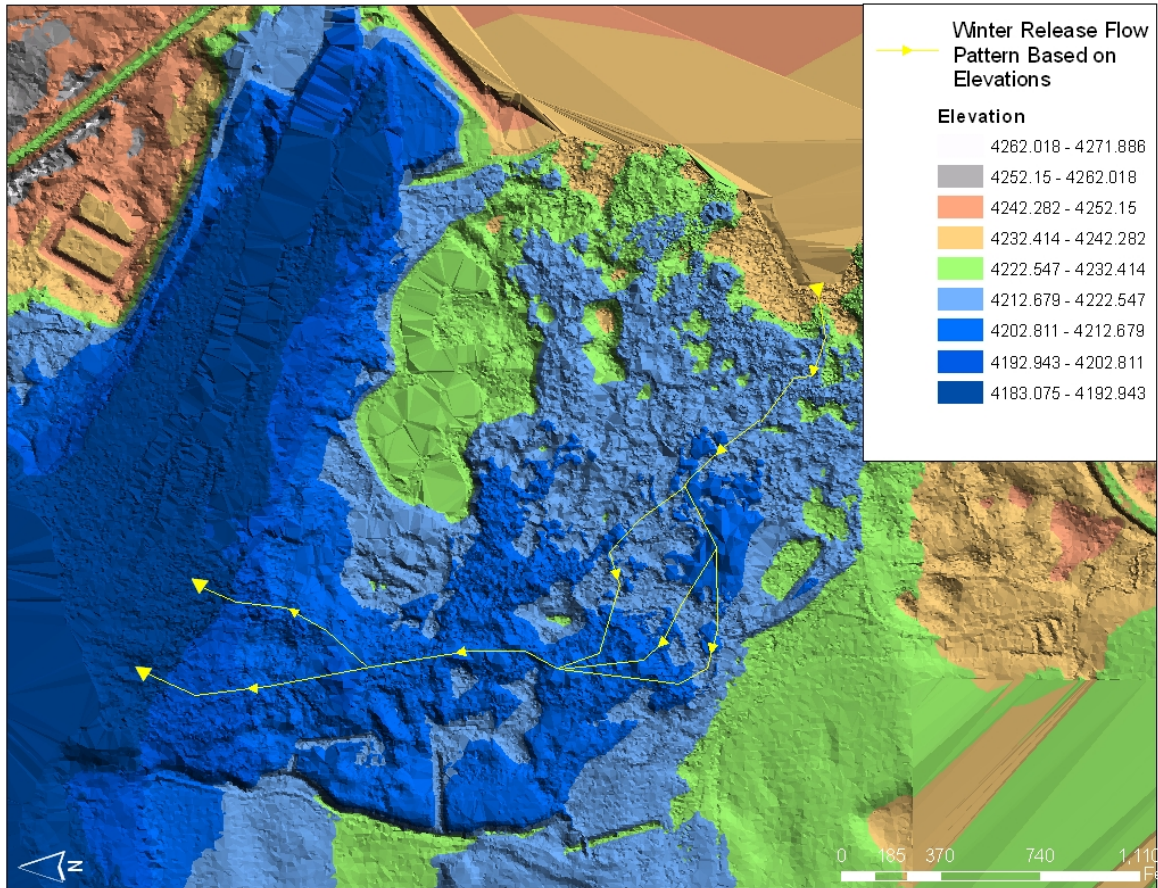 Winter Release Flow
Pattern Based on
Elevations
Elevation
4262.018 - 4271.886
4252.15 - 4262.018
4242.282 - 4252.15
4232.414 - 4242.282
4222.547 - 4232.414
4212.679 - 4222.547
4202.811 - 4212.679
4192.943 - 4202.811
4183.075 - 4192.943
N
0 185 370 740 1,110
Fe